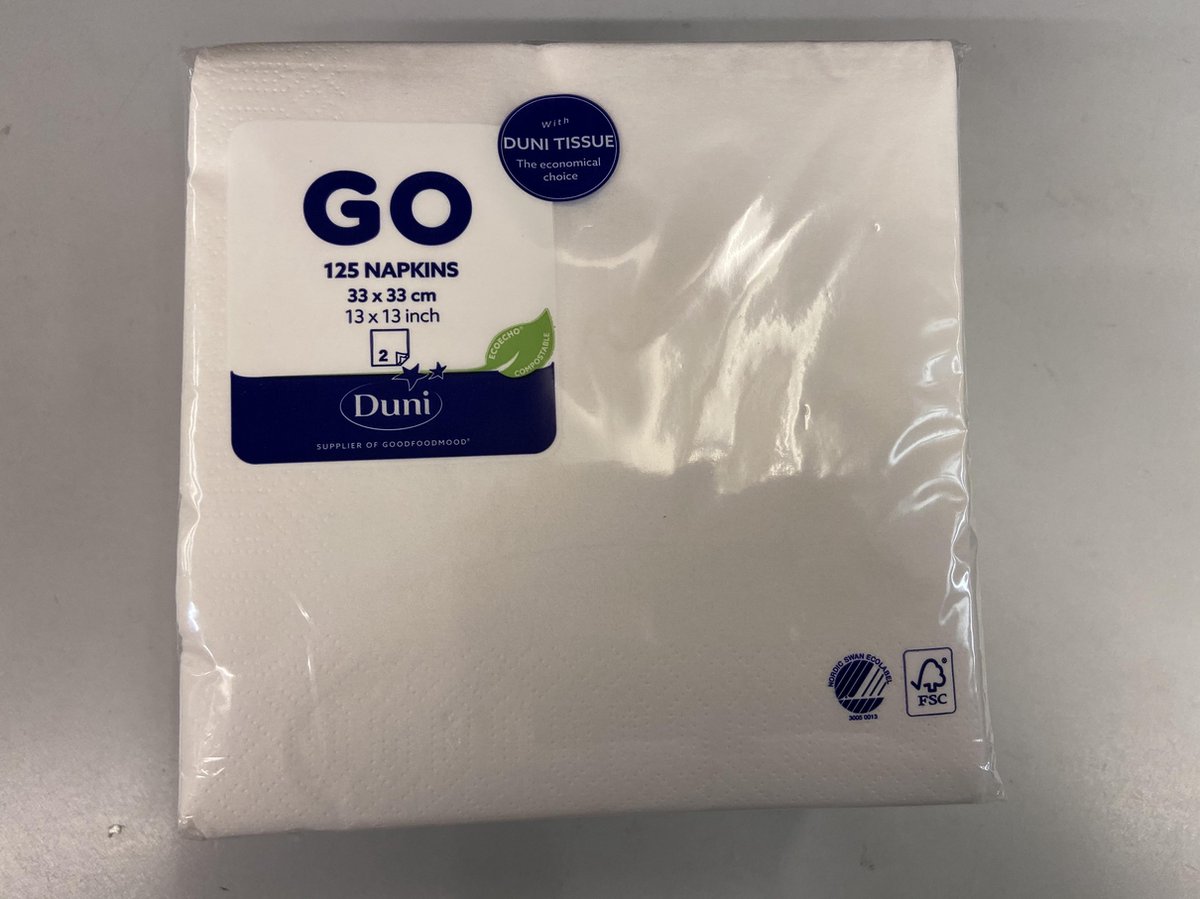 With
DUNI TISSUE
The economical
choice
GO
125 NAPKINS
33 x 33 cm
13 x 13 inch
2
ECOECHO®
COMPOSTABLE
Duni
SUPPLIER OF GOODFOODMOOD®
NORDIC SWAN ECOLABEL
3005 0013
®
FSC